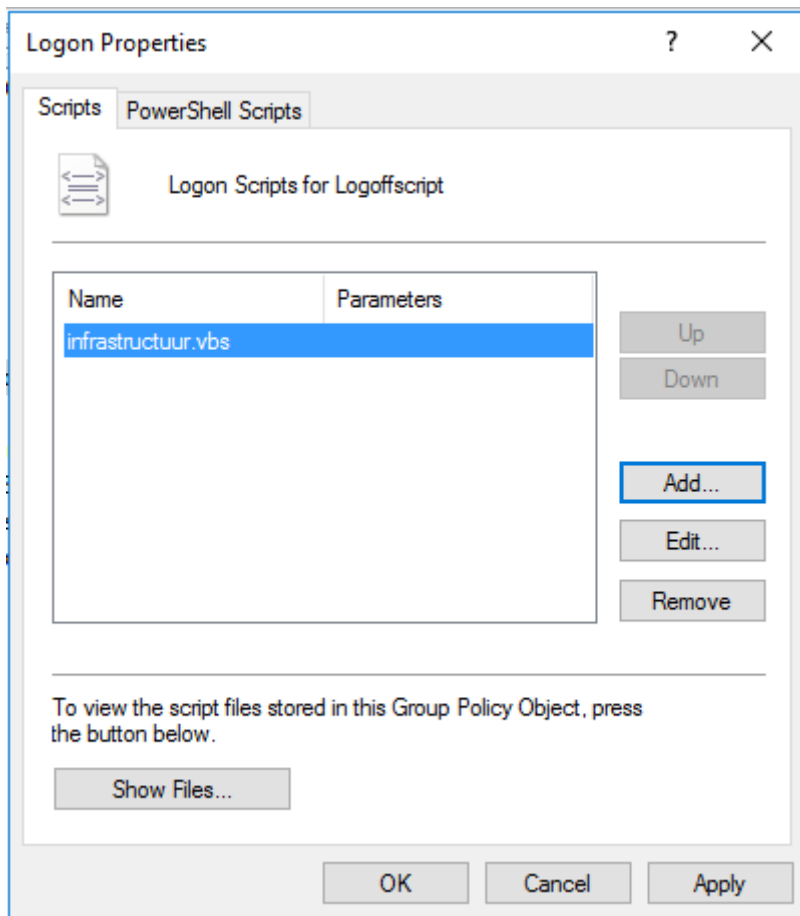 Logon Properties
?
Scripts
PowerShell Scripts
Logon Scripts for Logoffscript
Name
Parameters
infrastructuur.vbs
Up
Down
Add...
Edit...
Remove
To view the script files stored in this Group Policy Object, press
the button below.
Show Files...
OK
Cancel
Apply